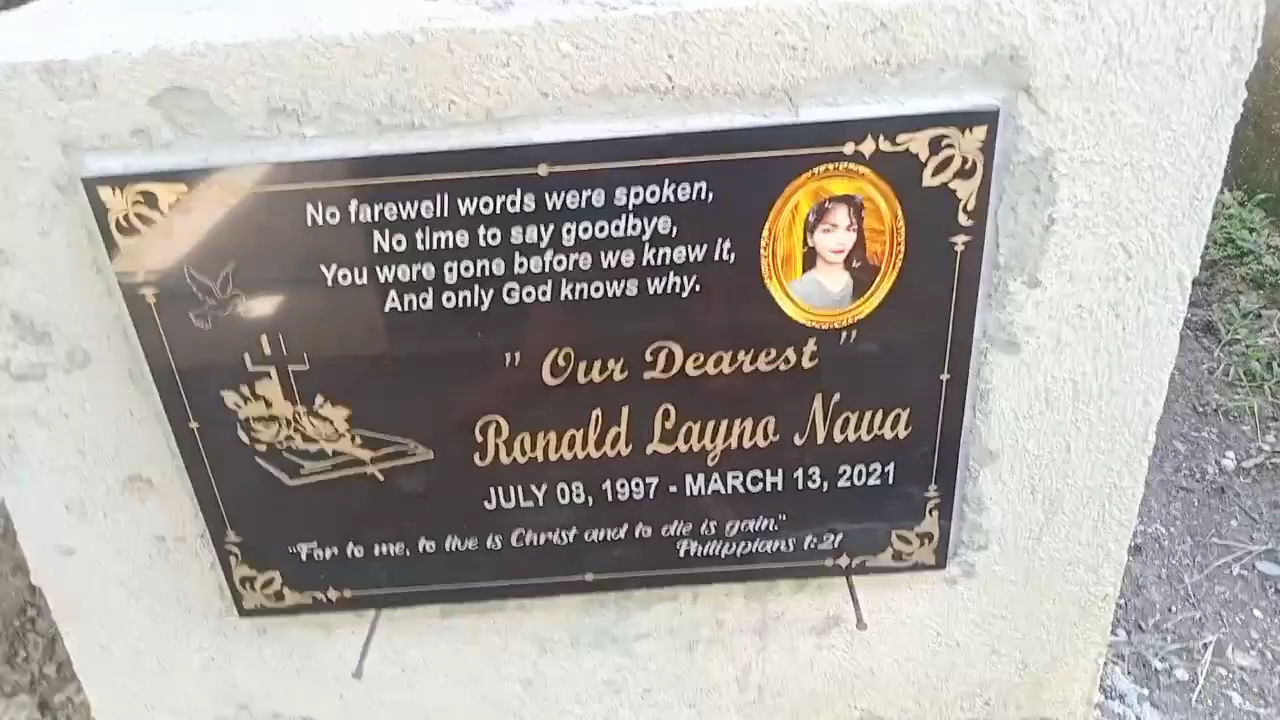 No farewell words were spoken,
No time to say goodbye,
You were gone before we knew it,
And only God knows why.
" Our Dearest "
Ronald Layno Nava
JULY 08, 1997 - MARCH 13, 2021
"For to me, to live is Christ and to die is gain."
Philippians 1:21